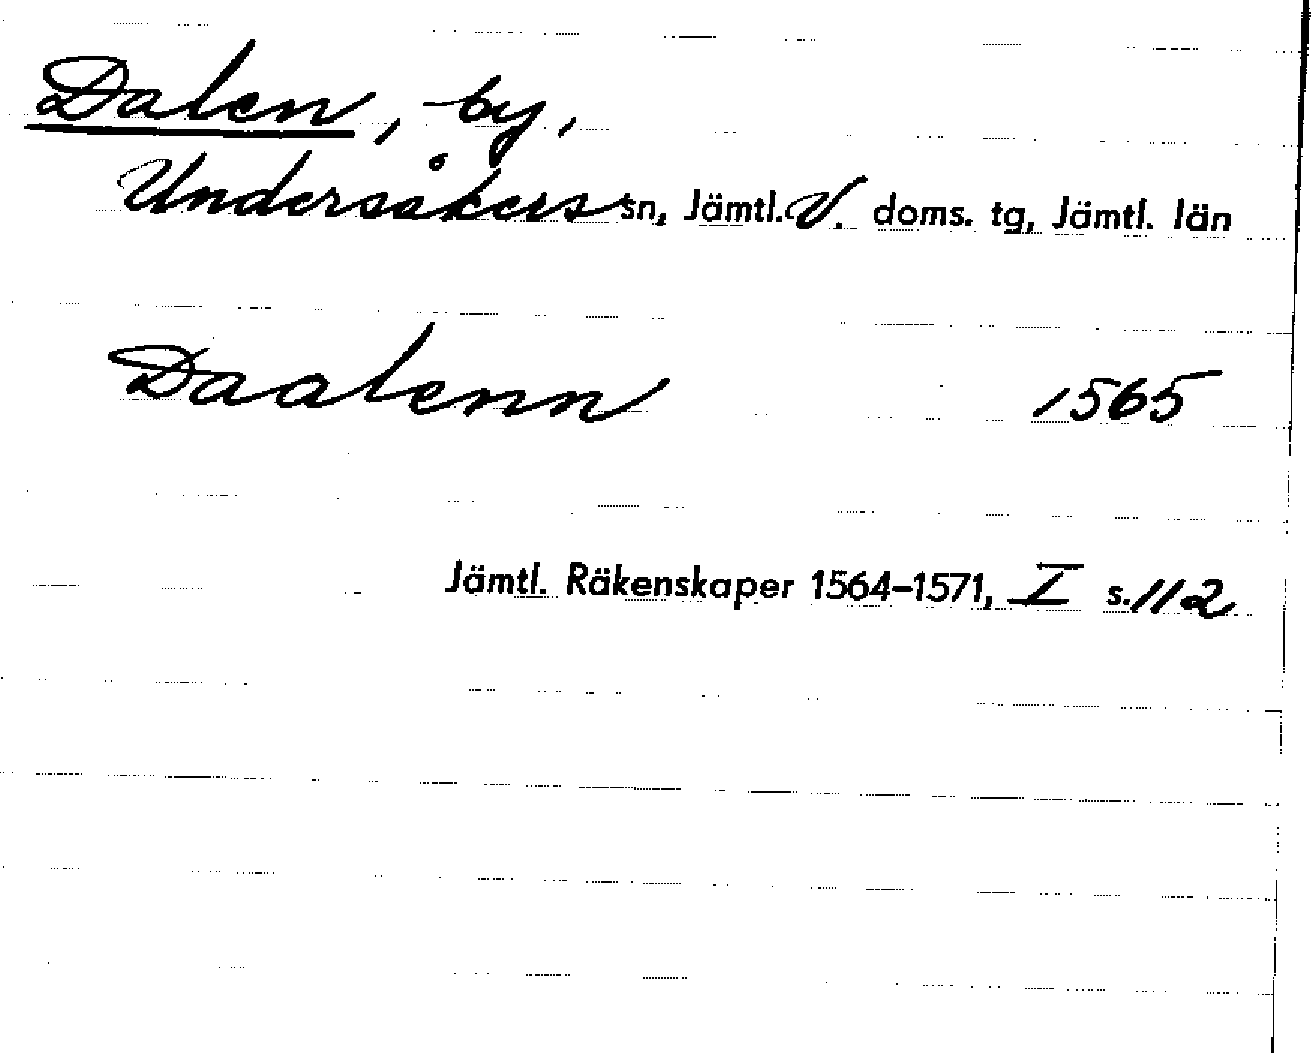 Dalen, by,
Undersåkers sn, Jämtl. V. doms. tg, Jämtl. län
Daalenn 1565
Jämtl. Räkenskaper 1564–1571, I s. 112